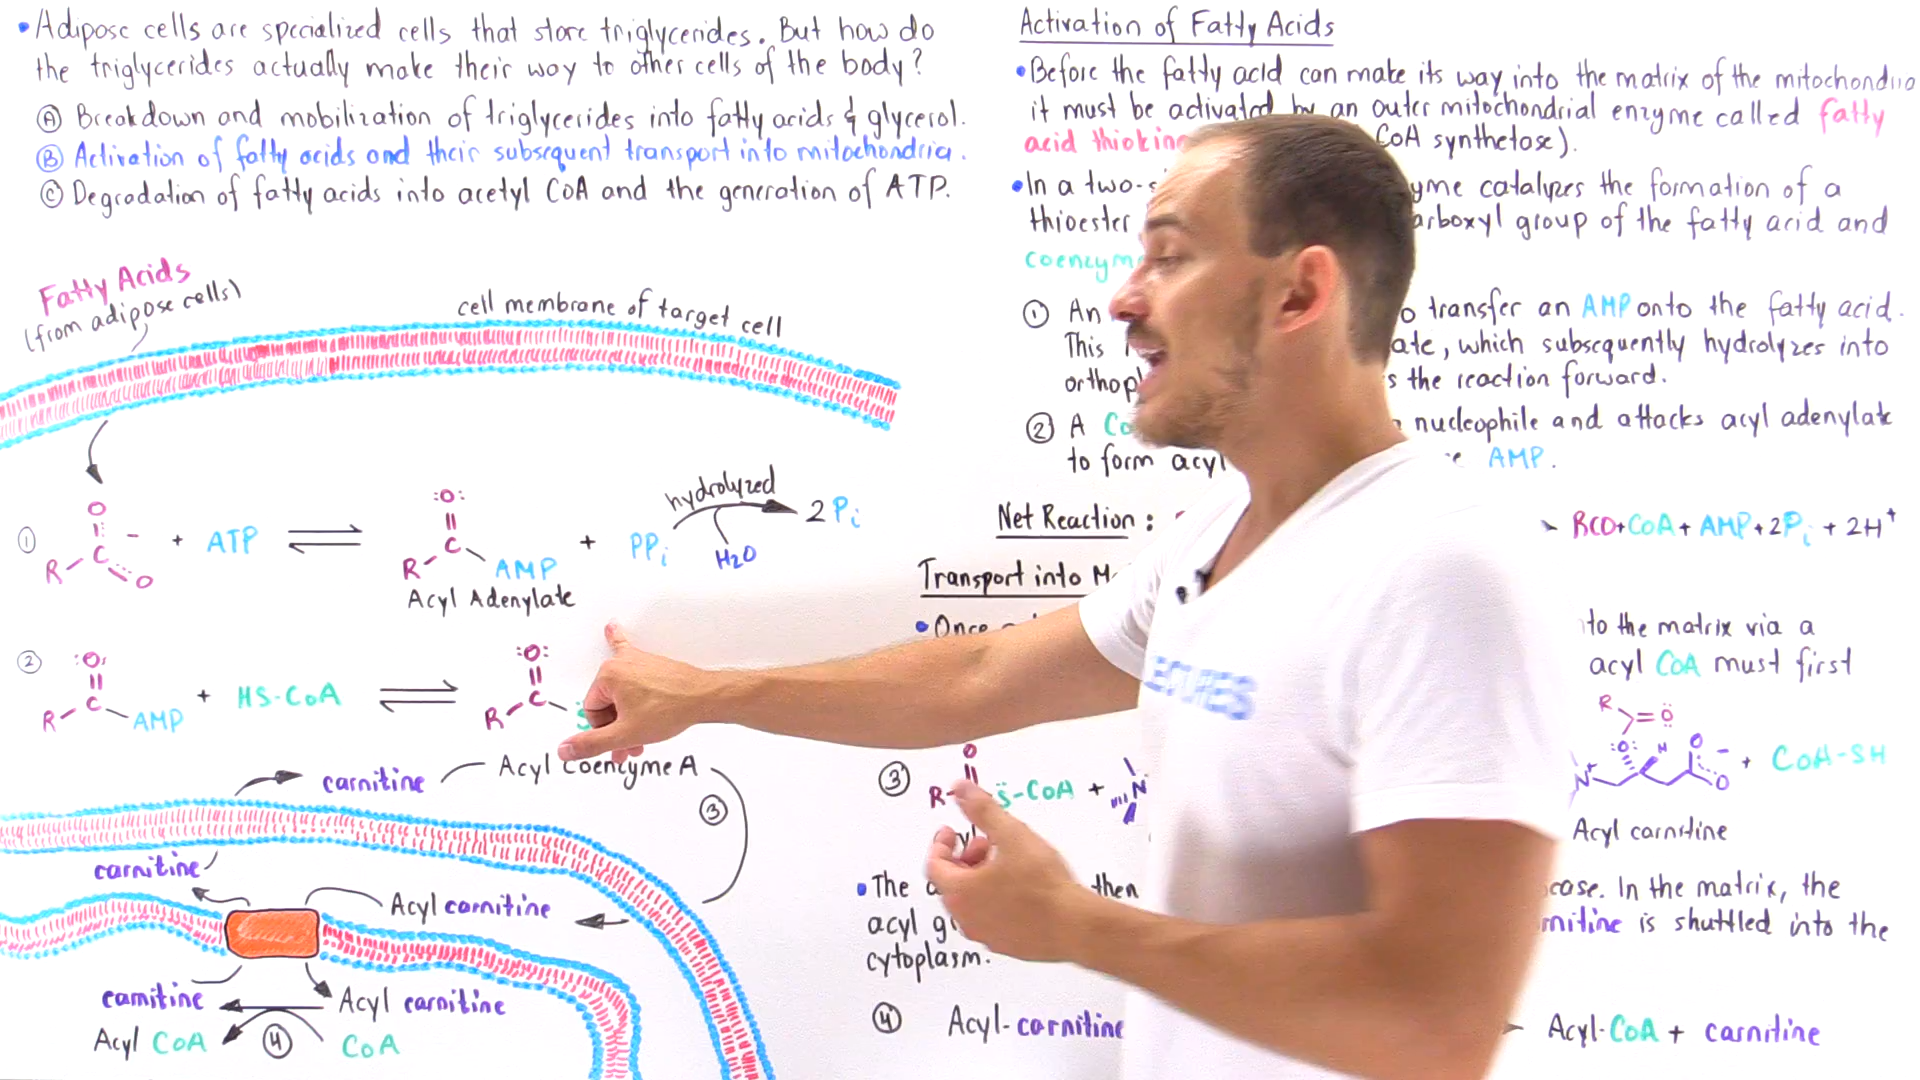 • Adipose cells are specialized cells that store triglycerides. But how do
the triglycerides actually make their way to other cells of the body?
Ⓐ Breakdown and mobilization of triglycerides into fatty acids & glycerol.
Ⓑ Activation of fatty acids and their subsequent transport into mitochondria.
Ⓒ Degradation of fatty acids into acetyl CoA and the generation of ATP.
Fatty Acids
(from adipose cells)
cell membrane of target cell
① R C O O - + ATP ⇌ R C :O: AMP + PPi hydrolyzed H2O 2Pi
Acyl Adenylate
② R C :O: AMP + HS-CoA ⇌ R C :O: S
Acyl Coenzyme A
carnitine
③
carnitine
Acyl carnitine
carnitine
Acyl carnitine
Acyl CoA
④
CoA
Activation of Fatty Acids
• Before the fatty acid can make its way into the matrix of the mitochondria
it must be activated by an outer mitochondrial enzyme called fatty
acid thiokin CoA synthetase).
• In a two-s yme catalyzes the formation of a
thioester arboxyl group of the fatty acid and
coenzym
① An o transfer an AMP onto the fatty acid.
This ate, which subsequently hydrolyzes into
orthoph s the reaction forward.
② A Co nucleophile and attacks acyl adenylate
to form acyl AMP.
Net Reaction: RCO+CoA + AMP+2Pi + 2H+
Transport into M
• Once to the matrix via a
acyl CoA must first
③ R O S-CoA + N R O :O: H N+ O - O + CoA-SH
Acyl carnitine
• The then case. In the matrix, the
acyl g rnitine is shuttled into the
cytoplasm.
④ Acyl-carnitine Acyl-CoA + carnitine
ECTURES